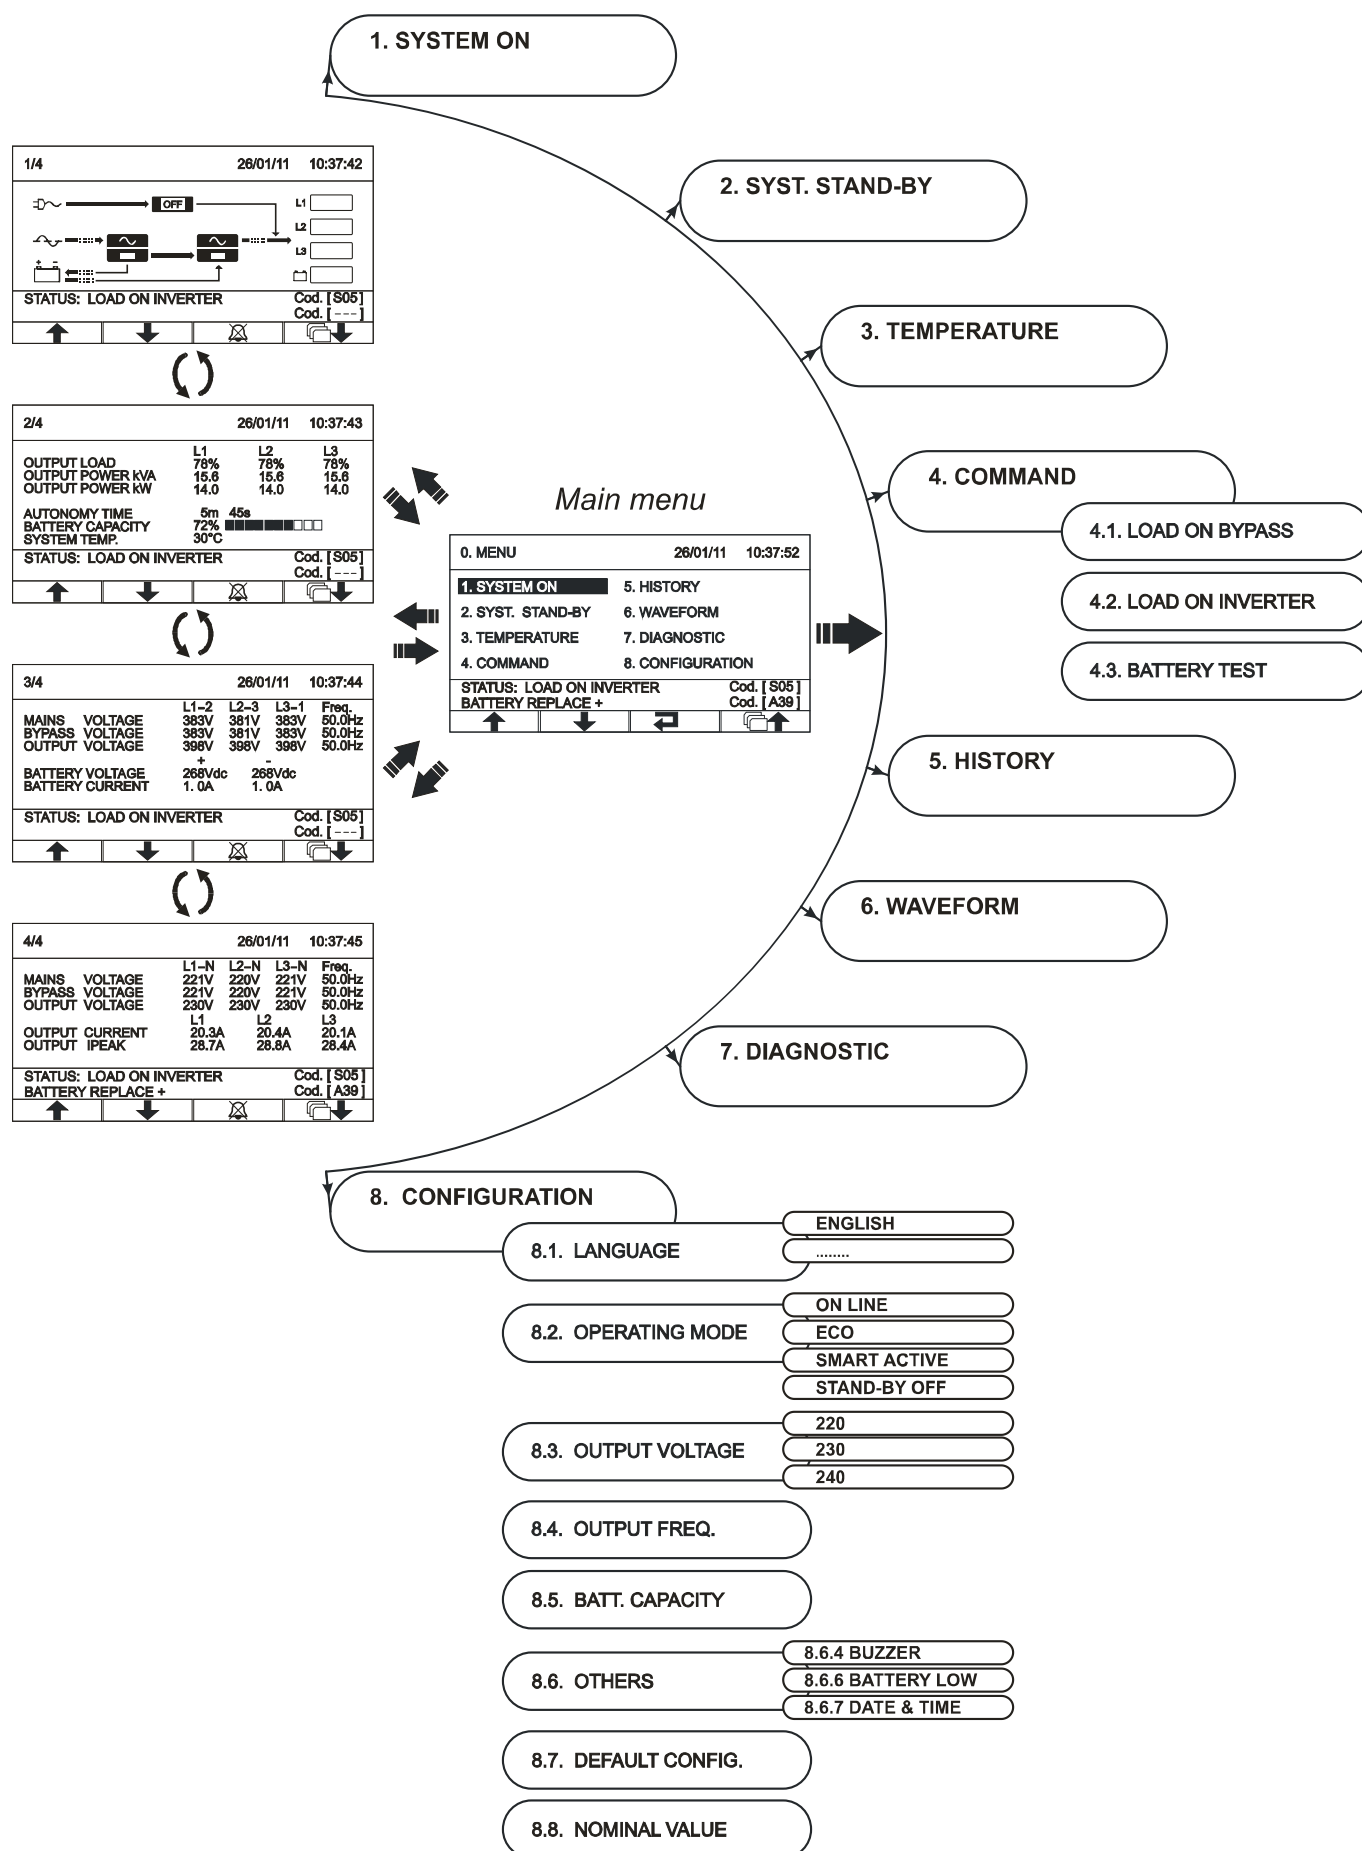 1. SYSTEM ON
2. SYST. STAND-BY
3. TEMPERATURE
4. COMMAND
4.1. LOAD ON BYPASS
4.2. LOAD ON INVERTER
4.3. BATTERY TEST
5. HISTORY
6. WAVEFORM
7. DIAGNOSTIC
1/4 26/01/11 10:37:42
OFF
L1
L2
L3
+ -
STATUS: LOAD ON INVERTER Cod. [S05]
Cod. [---]
2/4 26/01/11 10:37:43
L1 L2 L3
OUTPUT LOAD 78% 78% 78%
OUTPUT POWER kVA 15.6 15.6 15.6
OUTPUT POWER kW 14.0 14.0 14.0
AUTONOMY TIME 5m 45s
BATTERY CAPACITY 72%
SYSTEM TEMP. 30°C
STATUS: LOAD ON INVERTER Cod. [S05]
Cod. [---]
3/4 26/01/11 10:37:44
L1-2 L2-3 L3-1 Freq.
MAINS VOLTAGE 383V 381V 383V 50.0Hz
BYPASS VOLTAGE 383V 381V 383V 50.0Hz
OUTPUT VOLTAGE 398V 398V 398V 50.0Hz
+ -
BATTERY VOLTAGE 268Vdc 268Vdc
BATTERY CURRENT 1. 0A 1. 0A
STATUS: LOAD ON INVERTER Cod. [S05]
Cod. [---]
4/4 26/01/11 10:37:45
L1-N L2-N L3-N Freq.
MAINS VOLTAGE 221V 220V 221V 50.0Hz
BYPASS VOLTAGE 221V 220V 221V 50.0Hz
OUTPUT VOLTAGE 230V 230V 230V 50.0Hz
L1 L2 L3
OUTPUT CURRENT 20.3A 20.4A 20.1A
OUTPUT IPEAK 28.7A 28.8A 28.4A
STATUS: LOAD ON INVERTER Cod. [S05]
BATTERY REPLACE + Cod. [A39]
Main menu
0. MENU 26/01/11 10:37:52
1. SYSTEM ON 5. HISTORY
2. SYST. STAND-BY 6. WAVEFORM
3. TEMPERATURE 7. DIAGNOSTIC
4. COMMAND 8. CONFIGURATION
STATUS: LOAD ON INVERTER Cod. [S05]
BATTERY REPLACE + Cod. [A39]
8. CONFIGURATION
8.1. LANGUAGE
ENGLISH
........
8.2. OPERATING MODE
ON LINE
ECO
SMART ACTIVE
STAND-BY OFF
8.3. OUTPUT VOLTAGE
220
230
240
8.4. OUTPUT FREQ.
8.5. BATT. CAPACITY
8.6. OTHERS
8.6.4 BUZZER
8.6.6 BATTERY LOW
8.6.7 DATE & TIME
8.7. DEFAULT CONFIG.
8.8. NOMINAL VALUE